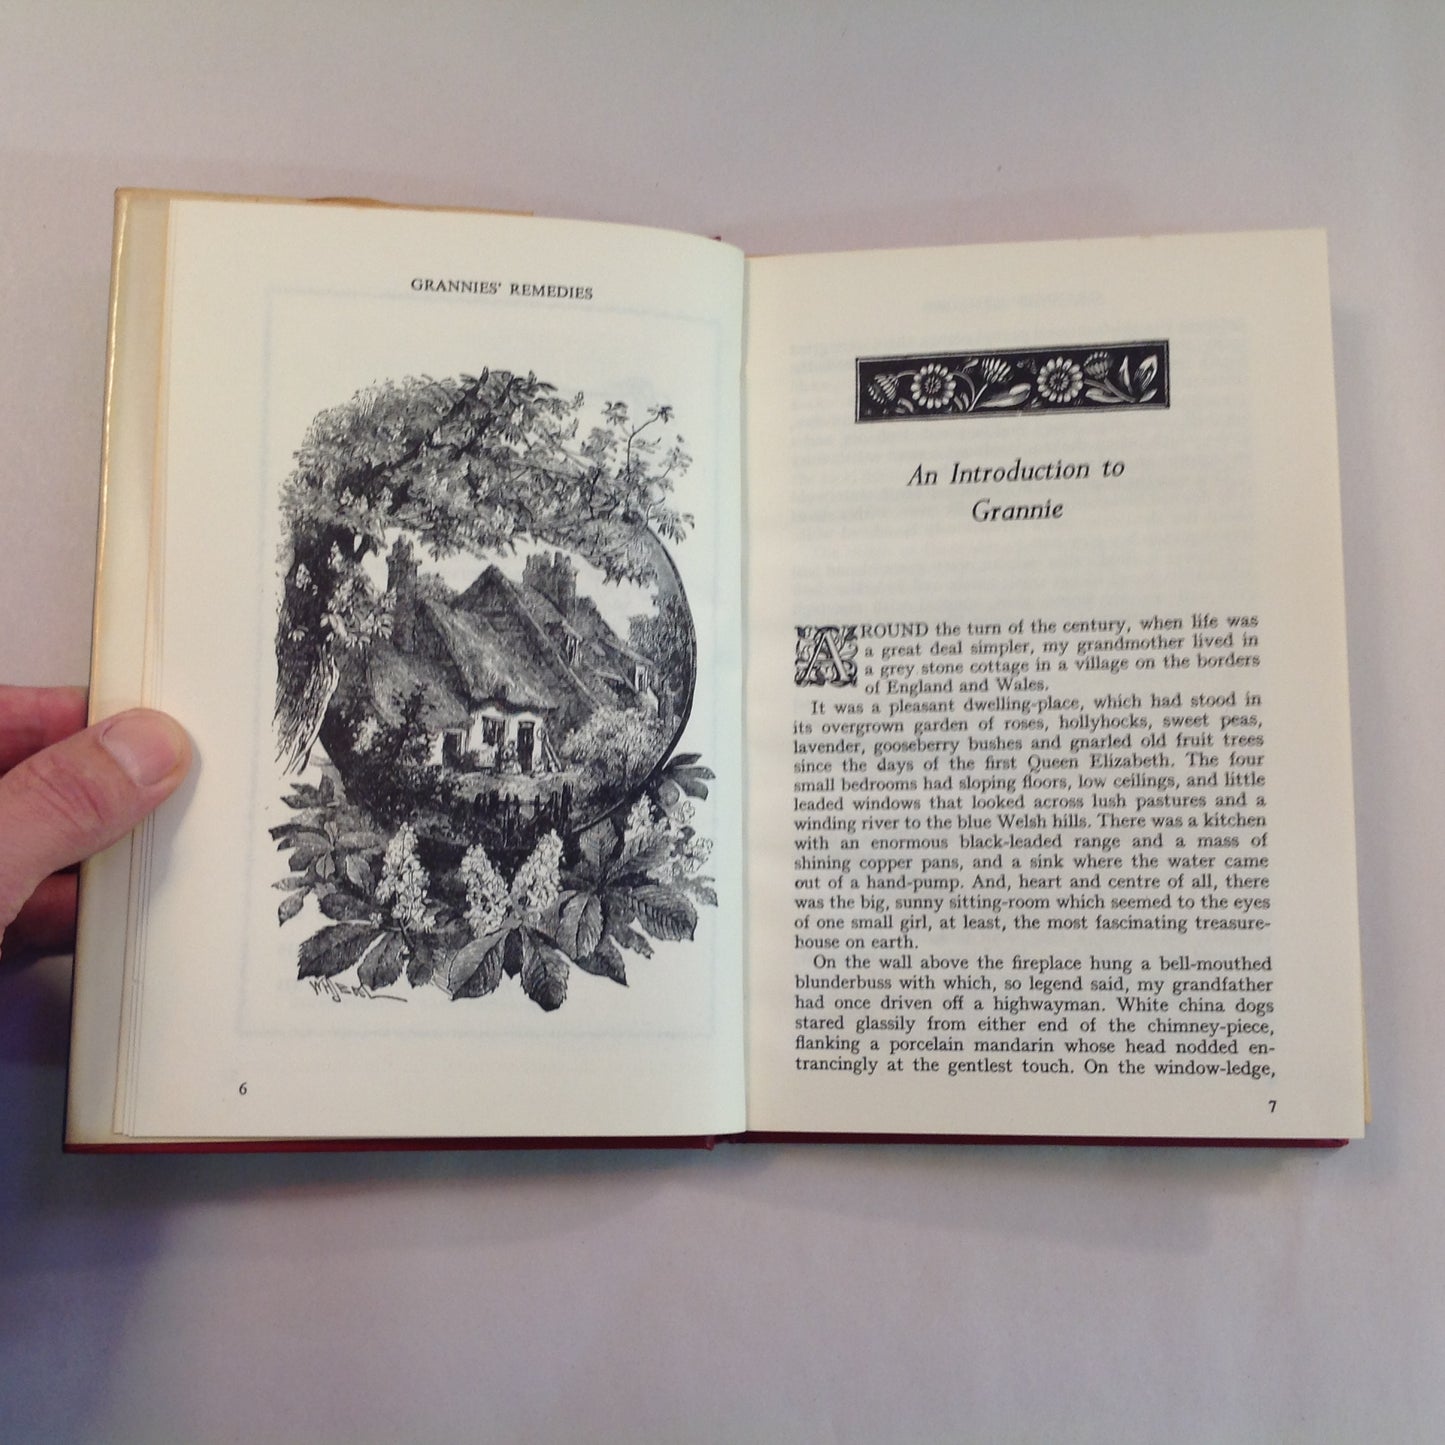 GRANNIES' REMEDIES
6
An Introduction to
Grannie
AROUND the turn of the century, when life was
a great deal simpler, my grandmother lived in
a grey stone cottage in a village on the borders
of England and Wales.
It was a pleasant dwelling-place, which had stood in
its overgrown garden of roses, hollyhocks, sweet peas,
lavender, gooseberry bushes and gnarled old fruit trees
since the days of the first Queen Elizabeth. The four
small bedrooms had sloping floors, low ceilings, and little
leaded windows that looked across lush pastures and a
winding river to the blue Welsh hills. There was a kitchen
with an enormous black-leaded range and a mass of
shining copper pans, and a sink where the water came
out of a hand-pump. And, heart and centre of all, there
was the big, sunny sitting-room which seemed to the eyes
of one small girl, at least, the most fascinating treasure-
house on earth.
On the wall above the fireplace hung a bell-mouthed
blunderbuss with which, so legend said, my grandfather
had once driven off a highwayman. White china dogs
stared glassily from either end of the chimney-piece,
flanking a porcelain mandarin whose head nodded en-
trancingly at the gentlest touch. On the window-ledge,
7